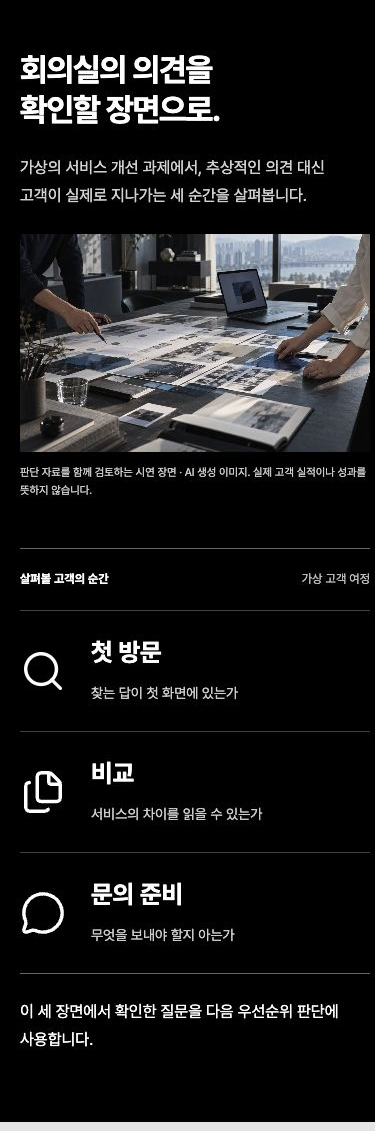 회의실의 의견을
확인할 장면으로.
가상의 서비스 개선 과제에서, 추상적인 의견 대신
고객이 실제로 지나가는 세 순간을 살펴봅니다.
판단 자료를 함께 검토하는 시연 장면 · AI 생성 이미지. 실제 고객 실적이나 성과를
뜻하지 않습니다.
살펴볼 고객의 순간
가상 고객 여정
첫 방문
찾는 답이 첫 화면에 있는가
비교
서비스의 차이를 읽을 수 있는가
문의 준비
무엇을 보내야 할지 아는가
이 세 장면에서 확인한 질문을 다음 우선순위 판단에
사용합니다.